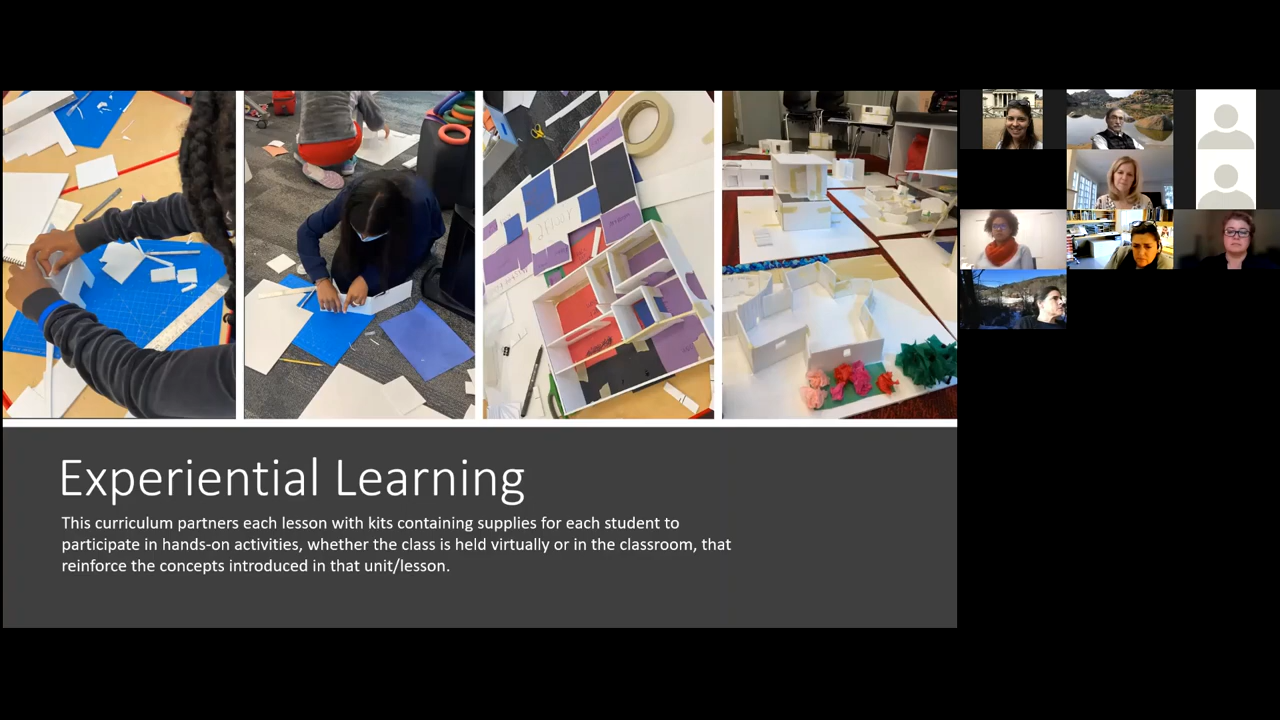 Experiential Learning
This curriculum partners each lesson with kits containing supplies for each student to
participate in hands-on activities, whether the class is held virtually or in the classroom, that
reinforce the concepts introduced in that unit/lesson.